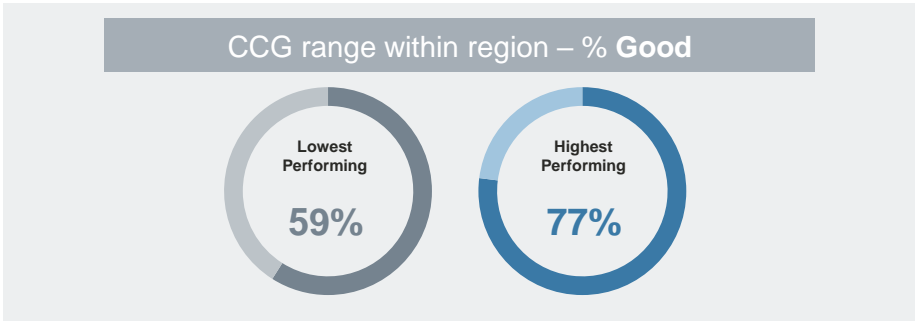 CCG range within region – % Good
Lowest
Performing
59%
Highest
Performing
77%